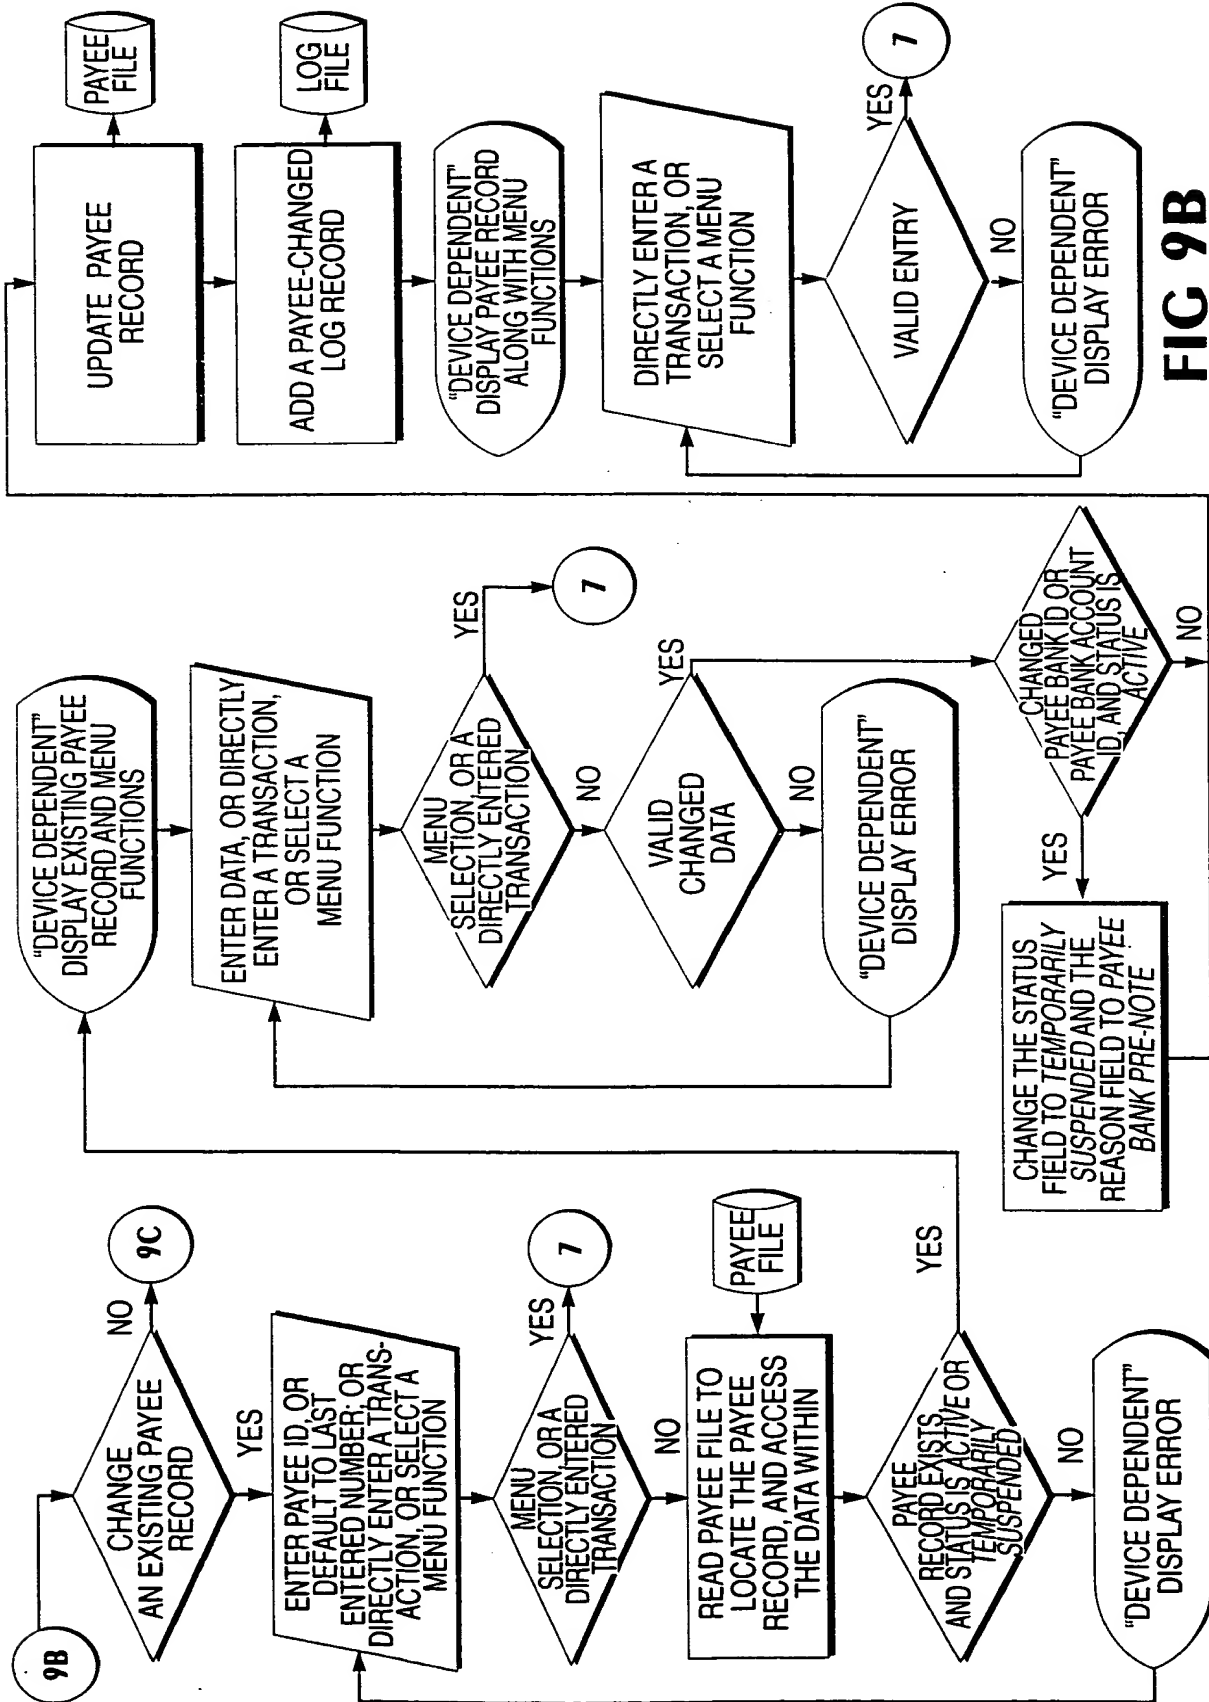 9B
CHANGE
AN EXISTING PAYEE
RECORD
NO
9C
YES
ENTER PAYEE ID, OR
DEFAULT TO LAST
ENTERED NUMBER; OR
DIRECTLY ENTER A TRANS-
ACTION, OR SELECT A
MENU FUNCTION
MENU
SELECTION, OR A
DIRECTLY ENTERED
TRANSACTION
YES
7
NO
READ PAYEE FILE TO
LOCATE THE PAYEE
RECORD, AND ACCESS
THE DATA WITHIN
PAYEE
FILE
PAYEE
RECORD EXISTS,
AND STATUS IS ACTIVE OR
TEMPORARILY
SUSPENDED
YES
NO
"DEVICE DEPENDENT"
DISPLAY ERROR
"DEVICE DEPENDENT"
DISPLAY EXISTING PAYEE
RECORD AND MENU
FUNCTIONS
ENTER DATA, OR DIRECTLY
ENTER A TRANSACTION,
OR SELECT A
MENU FUNCTION
MENU
SELECTION, OR A
DIRECTLY ENTERED
TRANSACTION
YES
7
NO
VALID
CHANGED
DATA
YES
NO
"DEVICE DEPENDENT"
DISPLAY ERROR
CHANGED
PAYEE BANK ID OR
PAYEE BANK ACCOUNT
ID, AND STATUS IS
ACTIVE
YES
NO
CHANGE THE STATUS
FIELD TO TEMPORARILY
SUSPENDED AND THE
REASON FIELD TO PAYEE
BANK PRE-NOTE
UPDATE PAYEE
RECORD
PAYEE
FILE
ADD A PAYEE-CHANGED
LOG RECORD
LOG
FILE
"DEVICE DEPENDENT"
DISPLAY PAYEE RECORD
ALONG WITH MENU
FUNCTIONS
DIRECTLY ENTER A
TRANSACTION, OR
SELECT A MENU
FUNCTION
VALID ENTRY
YES
7
NO
"DEVICE DEPENDENT"
DISPLAY ERROR
FIG 9B